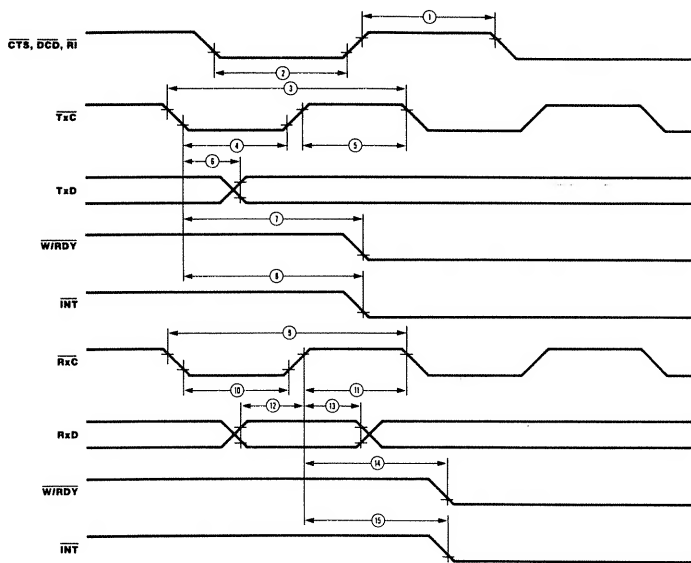 1
CTS, DCD, RI
2
3
TxC
4
5
6
TxD
7
W/RDY
8
INT
9
RxC
10
11
12
13
RxD
14
W/RDY
15
INT